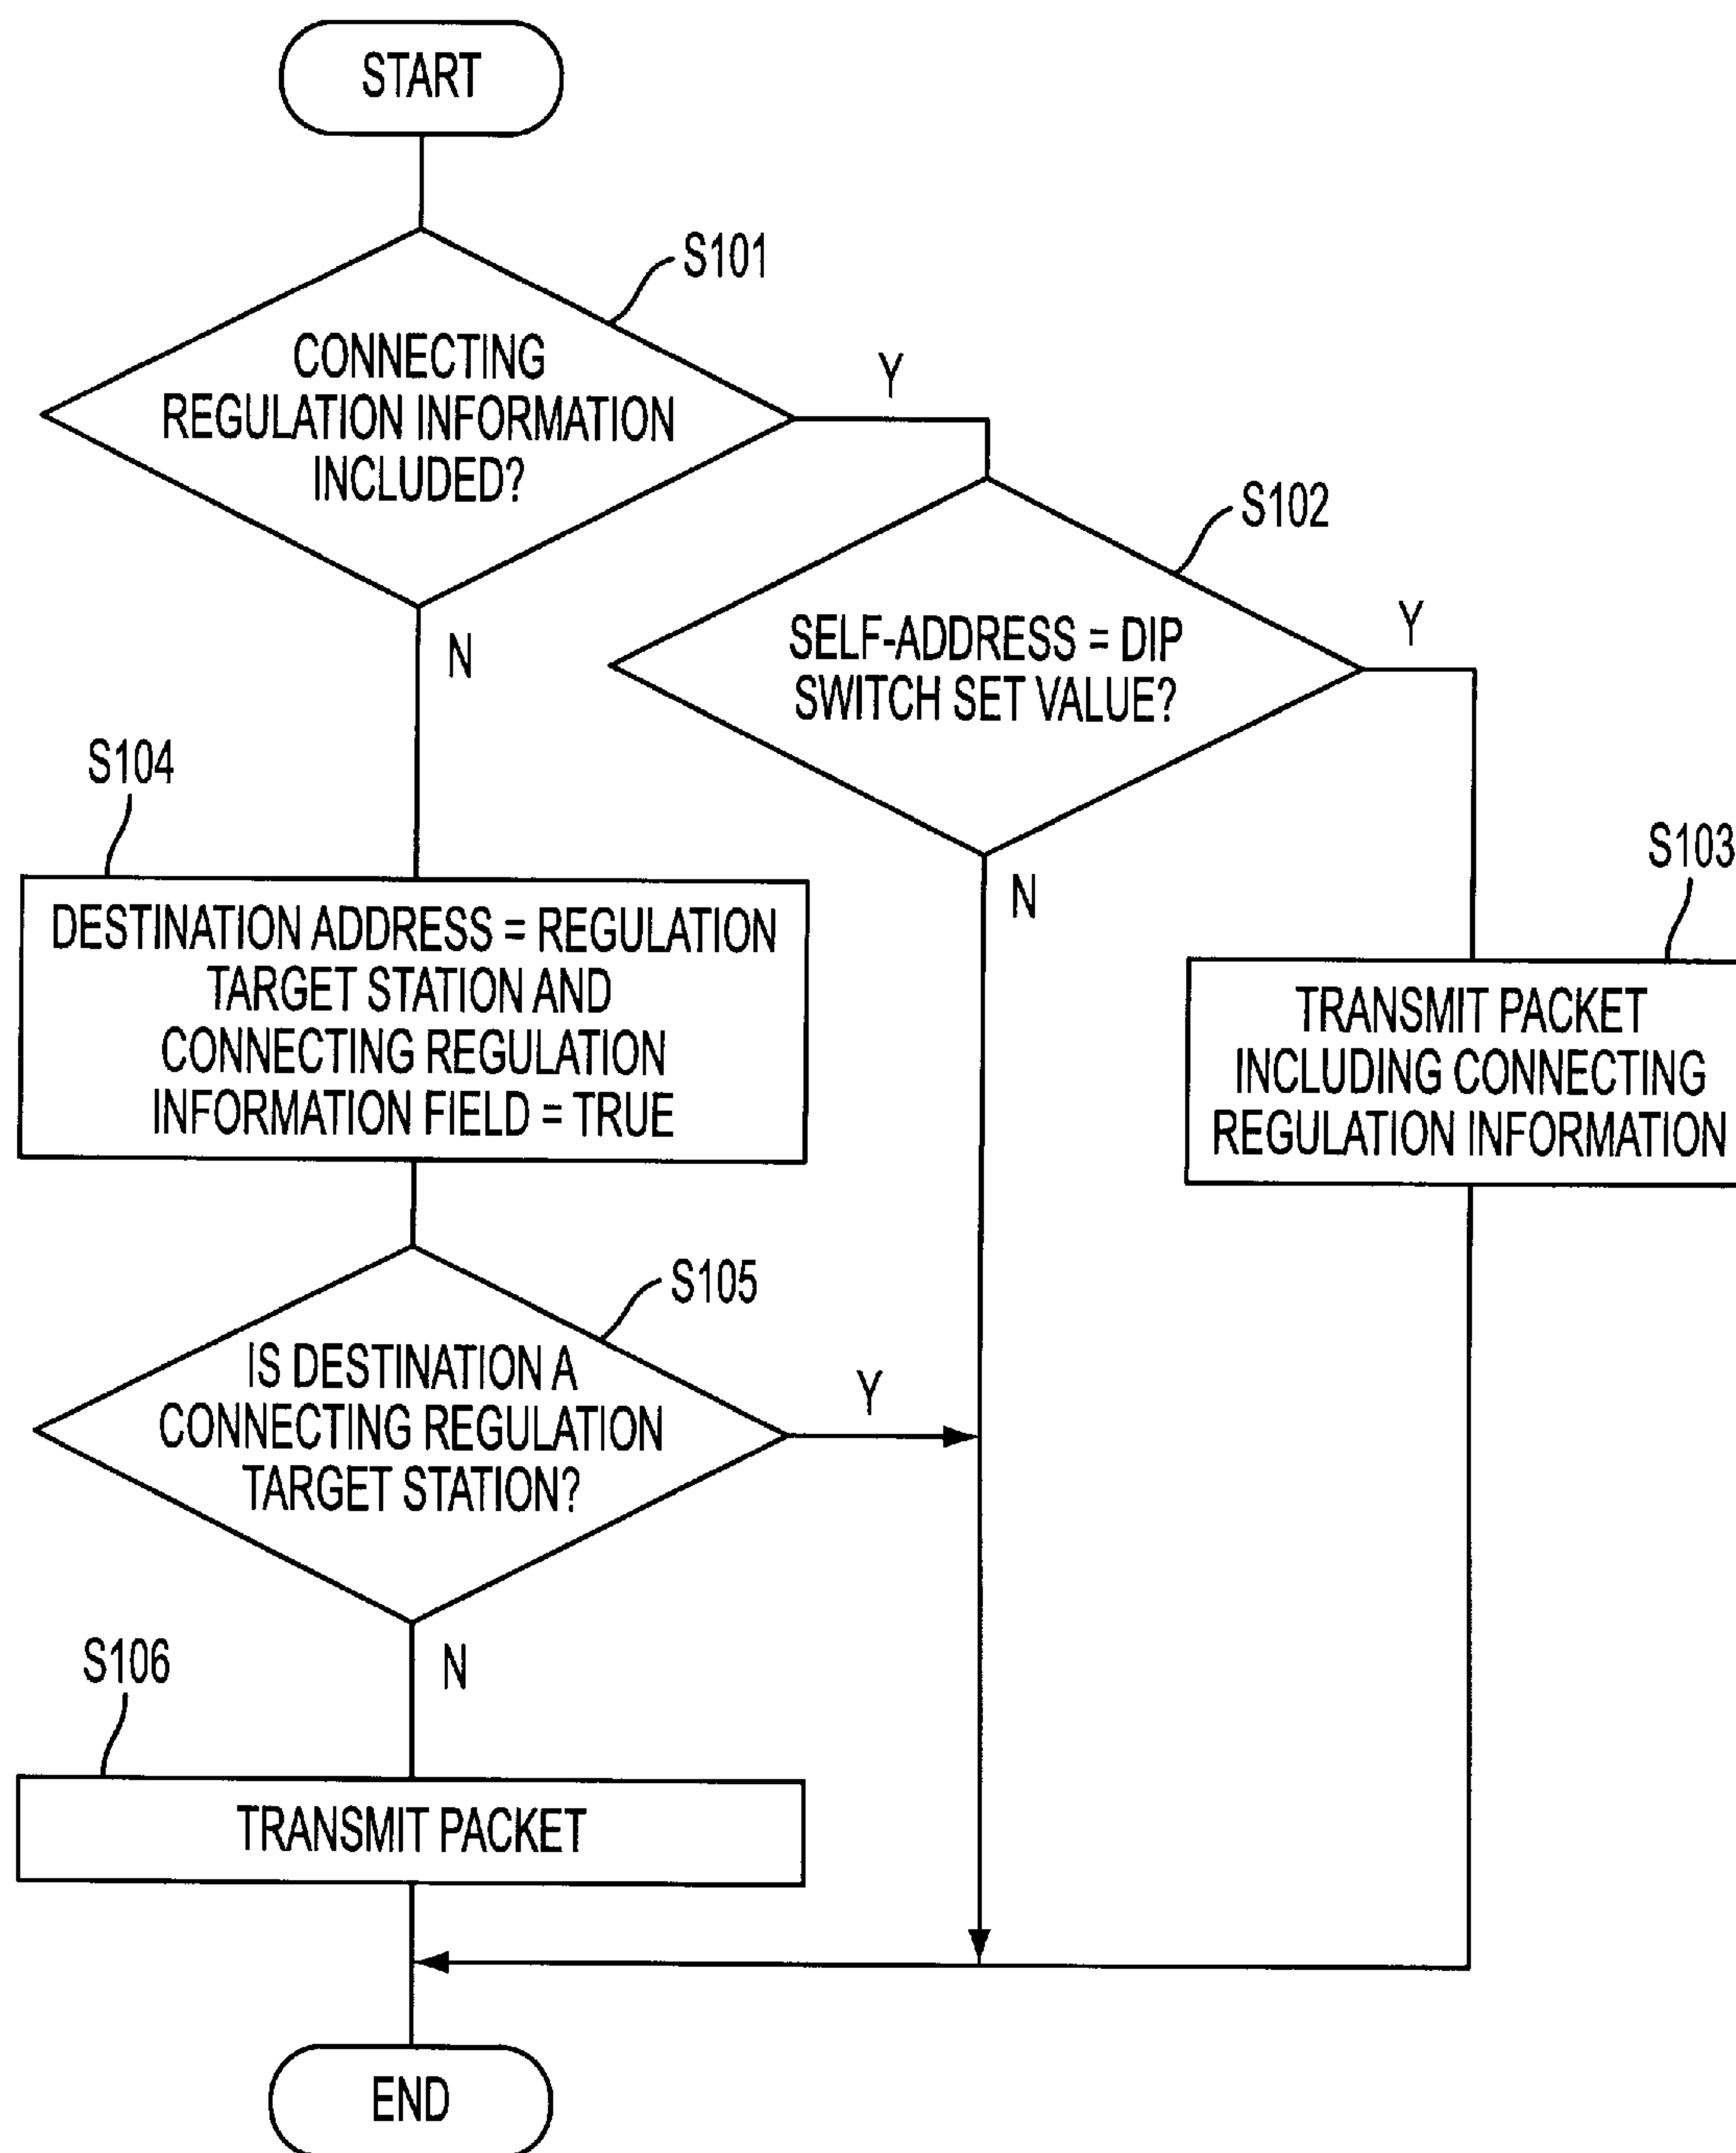 START
S101
CONNECTING
REGULATION INFORMATION
INCLUDED?
Y
N
S102
SELF-ADDRESS = DIP
SWITCH SET VALUE?
Y
N
S103
TRANSMIT PACKET
INCLUDING CONNECTING
REGULATION INFORMATION
S104
DESTINATION ADDRESS = REGULATION
TARGET STATION AND
CONNECTING REGULATION
INFORMATION FIELD = TRUE
S105
IS DESTINATION A
CONNECTING REGULATION
TARGET STATION?
Y
N
S106
TRANSMIT PACKET
END